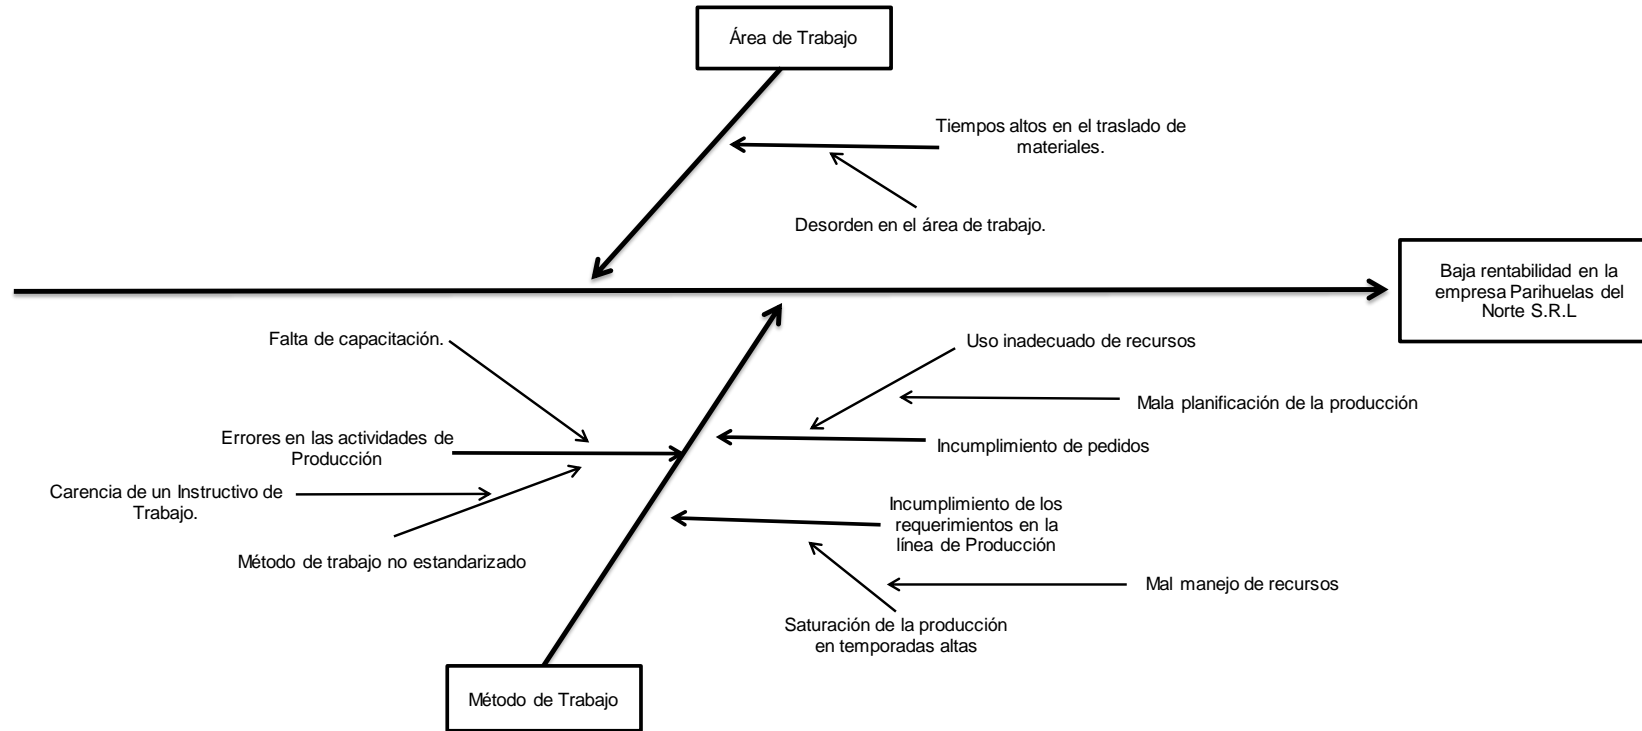 Área de Trabajo
Tiempos altos en el traslado de
materiales.
Desorden en el área de trabajo.
Baja rentabilidad en la
empresa Parihuelas del
Norte S.R.L
Falta de capacitación.
Uso inadecuado de recursos
Mala planificación de la producción
Errores en las actividades de
Producción
Incumplimiento de pedidos
Carencia de un Instructivo de
Trabajo.
Incumplimiento de los
requerimientos en la
línea de Producción
Método de trabajo no estandarizado
Mal manejo de recursos
Saturación de la producción
en temporadas altas
Método de Trabajo